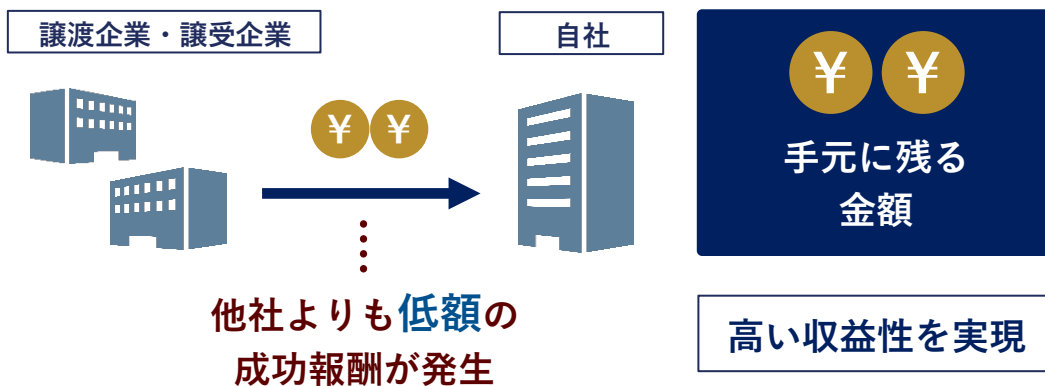 譲渡企業・譲受企業
自社
¥ ¥
¥ ¥
手元に残る
金額
他社よりも低額の
成功報酬が発生
高い収益性を実現